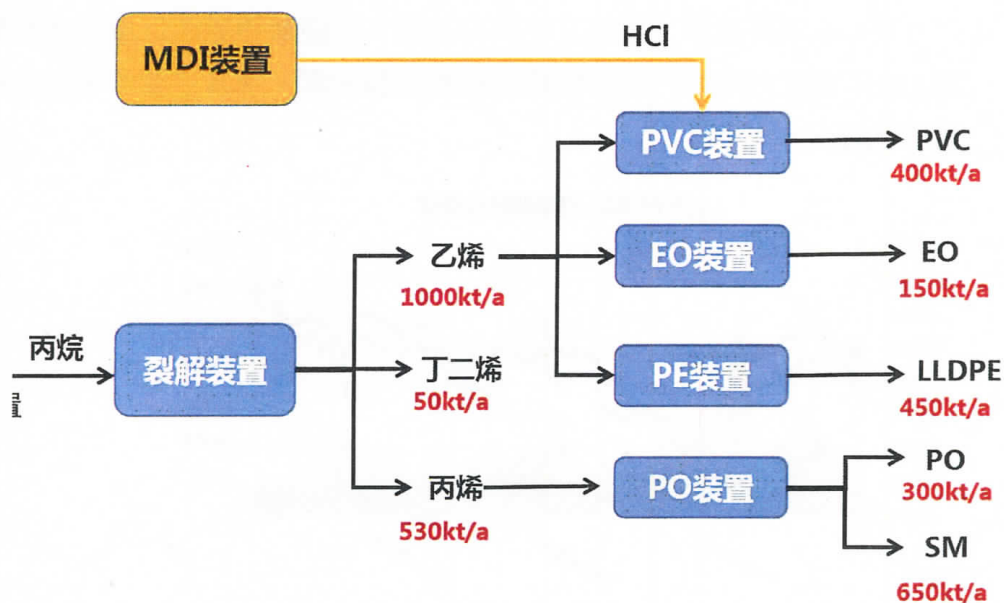 MDI装置
HCl
PVC装置
PVC
400kt/a
乙烯
1000kt/a
EO装置
EO
150kt/a
丙烷
裂解装置
丁二烯
50kt/a
PE装置
LLDPE
450kt/a
置
丙烯
530kt/a
PO装置
PO
300kt/a
SM
650kt/a